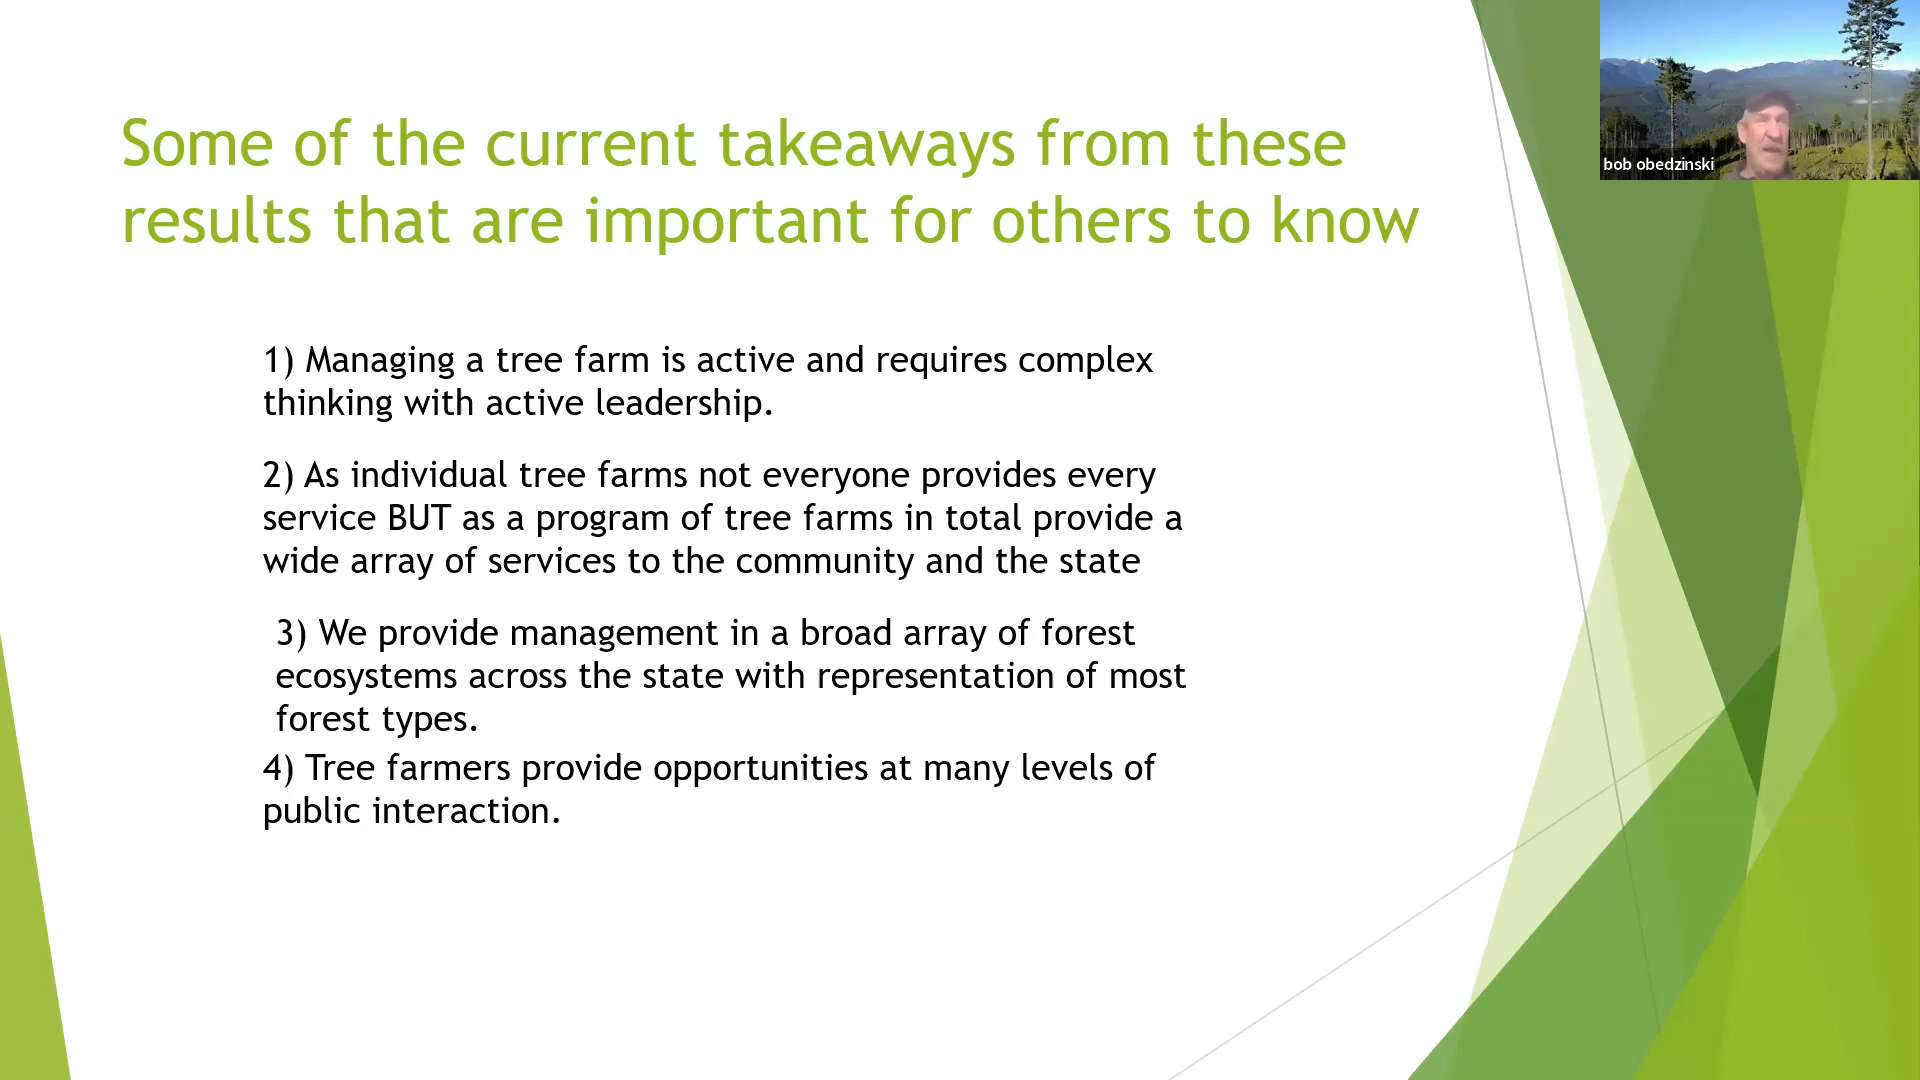 Some of the current takeaways from these
results that are important for others to know
bob obedzinski
1) Managing a tree farm is active and requires complex
thinking with active leadership.
2) As individual tree farms not everyone provides every
service BUT as a program of tree farms in total provide a
wide array of services to the community and the state
3) We provide management in a broad array of forest
ecosystems across the state with representation of most
forest types.
4) Tree farmers provide opportunities at many levels of
public interaction.